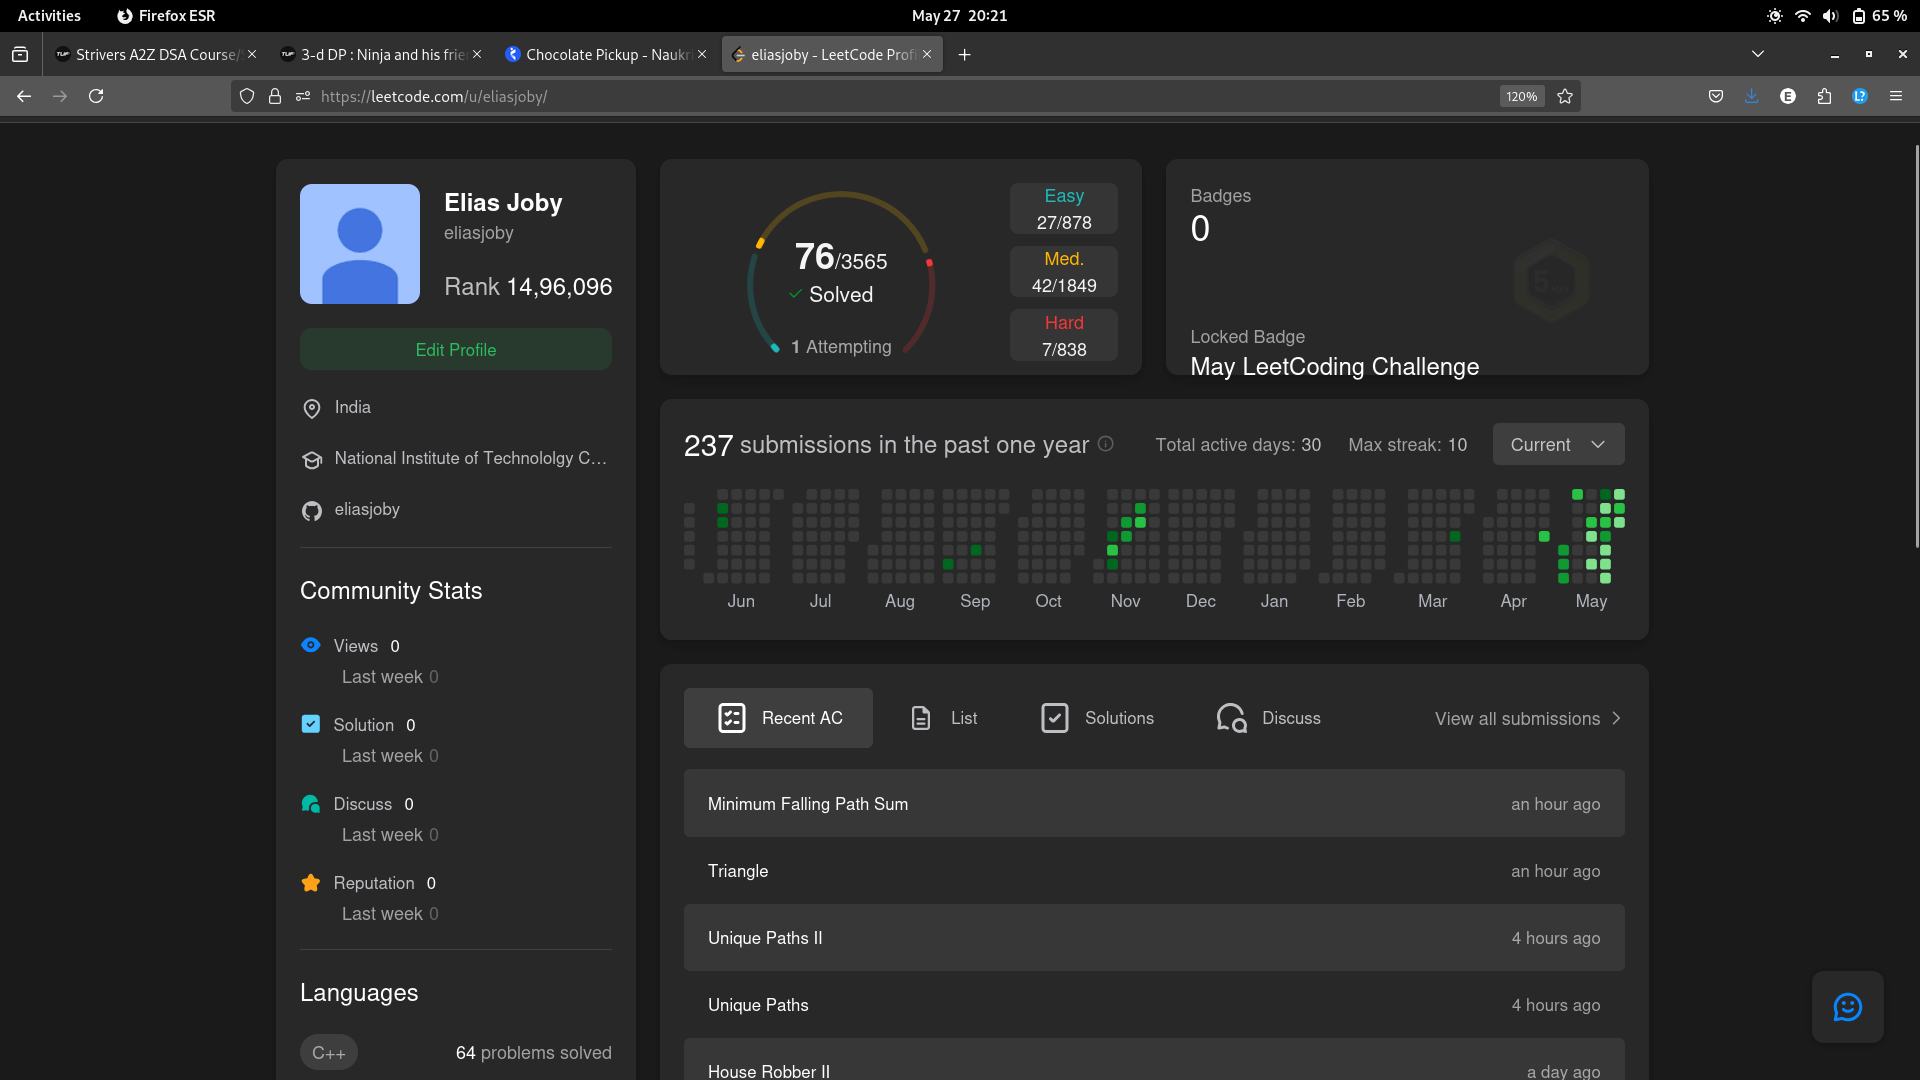 Activities Firefox ESR May 27 20:21 65 %
Strivers A2Z DSA Course/ 3-d DP : Ninja and his frie Chocolate Pickup - Naukri eliasjoby - LeetCode Profi
https://leetcode.com/u/eliasjoby/ 120% E L?
Elias Joby
eliasjoby
Rank 14,96,096
Edit Profile
India
National Institute of Technololgy C...
eliasjoby
Community Stats
Views 0
Last week 0
Solution 0
Last week 0
Discuss 0
Last week 0
Reputation 0
Last week 0
Languages
C++ 64 problems solved
76/3565
Solved
1 Attempting
Easy
27/878
Med.
42/1849
Hard
7/838
Badges
0
Locked Badge
May LeetCoding Challenge
237 submissions in the past one year Total active days: 30 Max streak: 10 Current
Jun Jul Aug Sep Oct Nov Dec Jan Feb Mar Apr May
Recent AC List Solutions Discuss View all submissions
Minimum Falling Path Sum an hour ago
Triangle an hour ago
Unique Paths II 4 hours ago
Unique Paths 4 hours ago
House Robber II a day ago